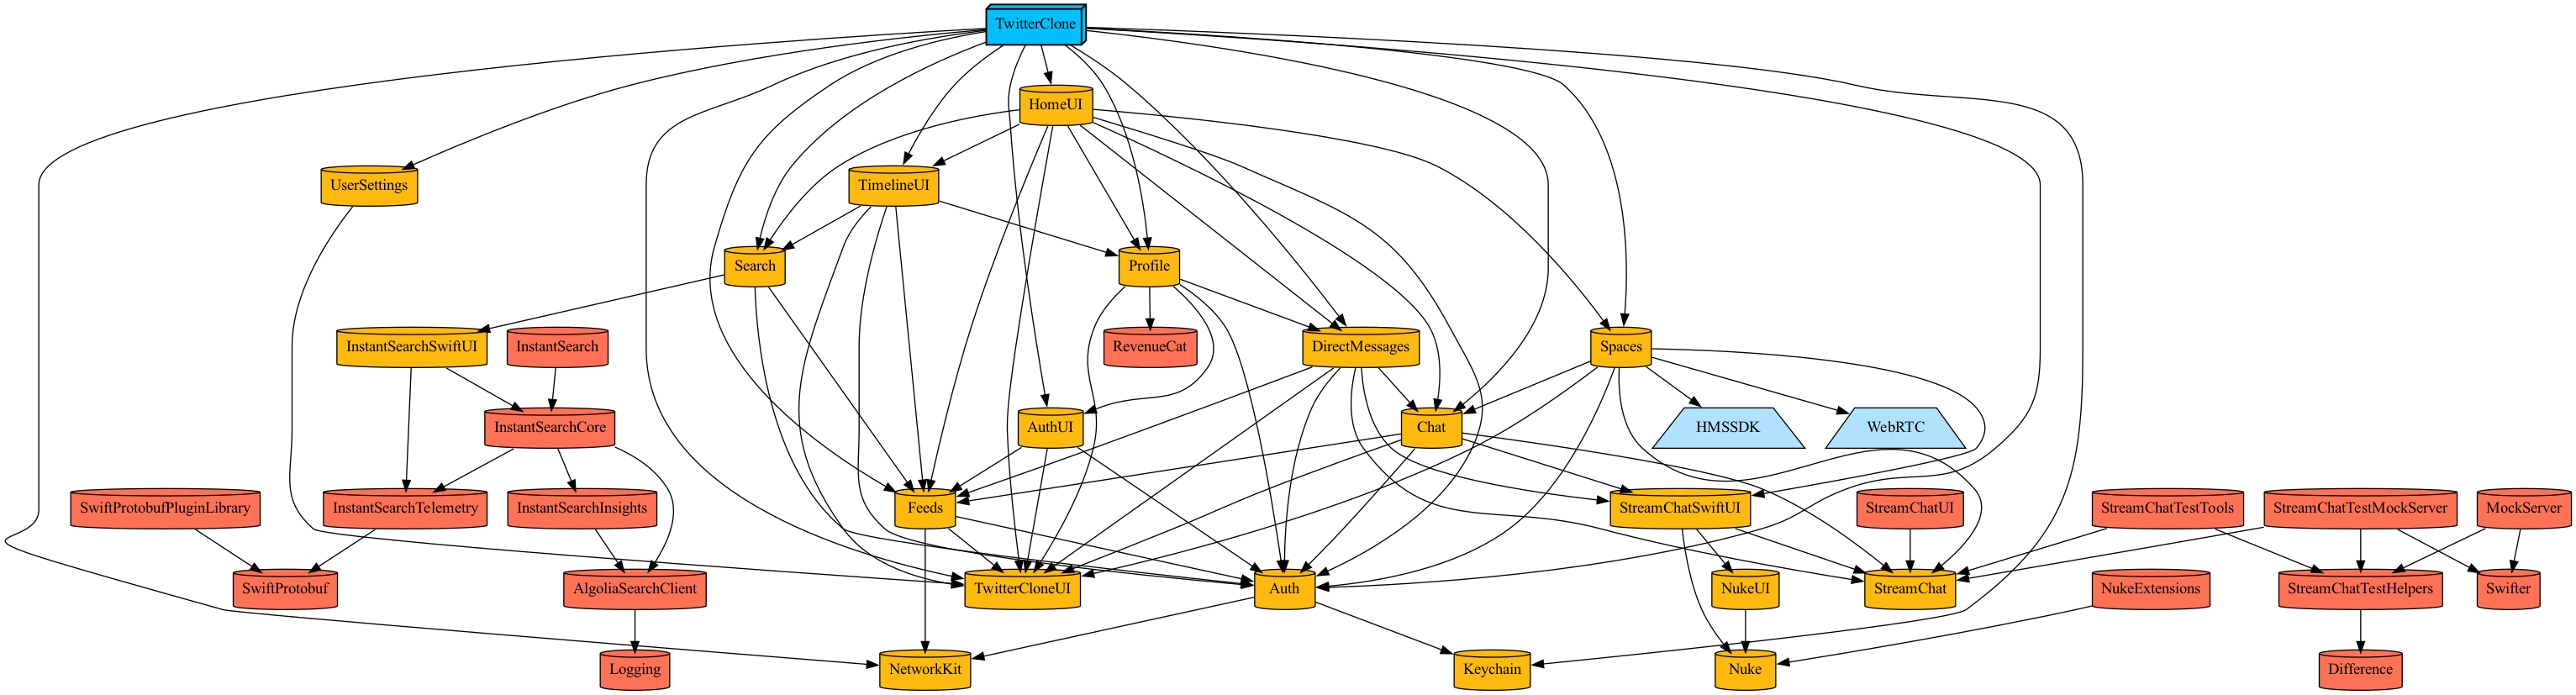 TwitterClone
HomeUI
UserSettings
TimelineUI
Search
Profile
InstantSearchSwiftUI
InstantSearch
RevenueCat
DirectMessages
Spaces
InstantSearchCore
AuthUI
Chat
HMSSDK
WebRTC
SwiftProtobufPluginLibrary
InstantSearchTelemetry
InstantSearchInsights
Feeds
StreamChatSwiftUI
StreamChatUI
StreamChatTestTools
StreamChatTestMockServer
MockServer
SwiftProtobuf
AlgoliaSearchClient
TwitterCloneUI
Auth
NukeUI
StreamChat
NukeExtensions
StreamChatTestHelpers
Swifter
Logging
NetworkKit
Keychain
Nuke
Difference